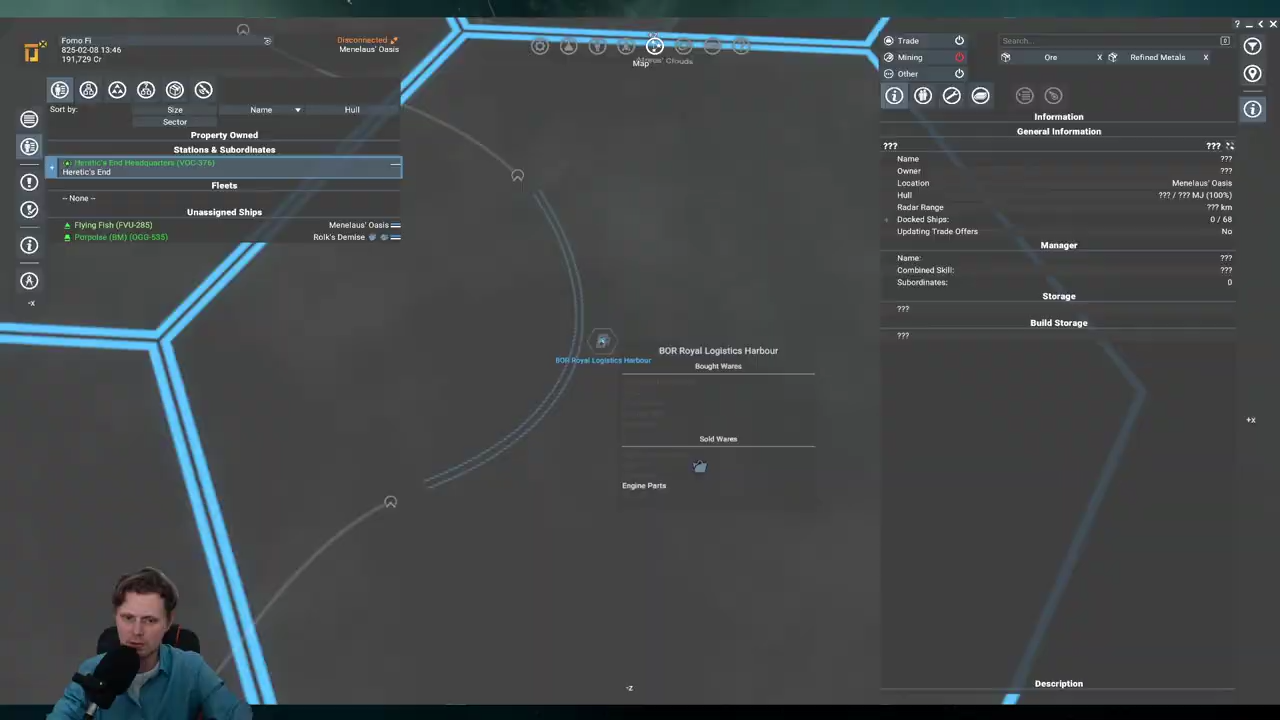 Fomo Fi
825-02-08 13:46
191,729 Cr
Disconnected
Menelaus' Oasis
Map
Clouds
Sort by:
Size
Name
Hull
Sector
Property Owned
Stations & Subordinates
Heretic's End Headquarters (VOC-376)
Heretic's End
Fleets
-- None --
Unassigned Ships
Flying Fish (FVU-285)
Menelaus' Oasis
Porpoise (BM) (OGG-535)
Rolk's Demise
-x
BOR Royal Logistics Harbour
BOR Royal Logistics Harbour
Bought Wares
Sold Wares
Engine Parts
-z
Trade
Mining
Other
Search...
Ore
X
Refined Metals
X
Information
General Information
???
???
Name
???
Owner
???
Location
Menelaus' Oasis
Hull
??? / ??? MJ (100%)
Radar Range
??? km
Docked Ships:
0 / 68
Updating Trade Offers
No
Manager
Name:
???
Combined Skill:
???
Subordinates:
0
Storage
???
Build Storage
???
+x
Description